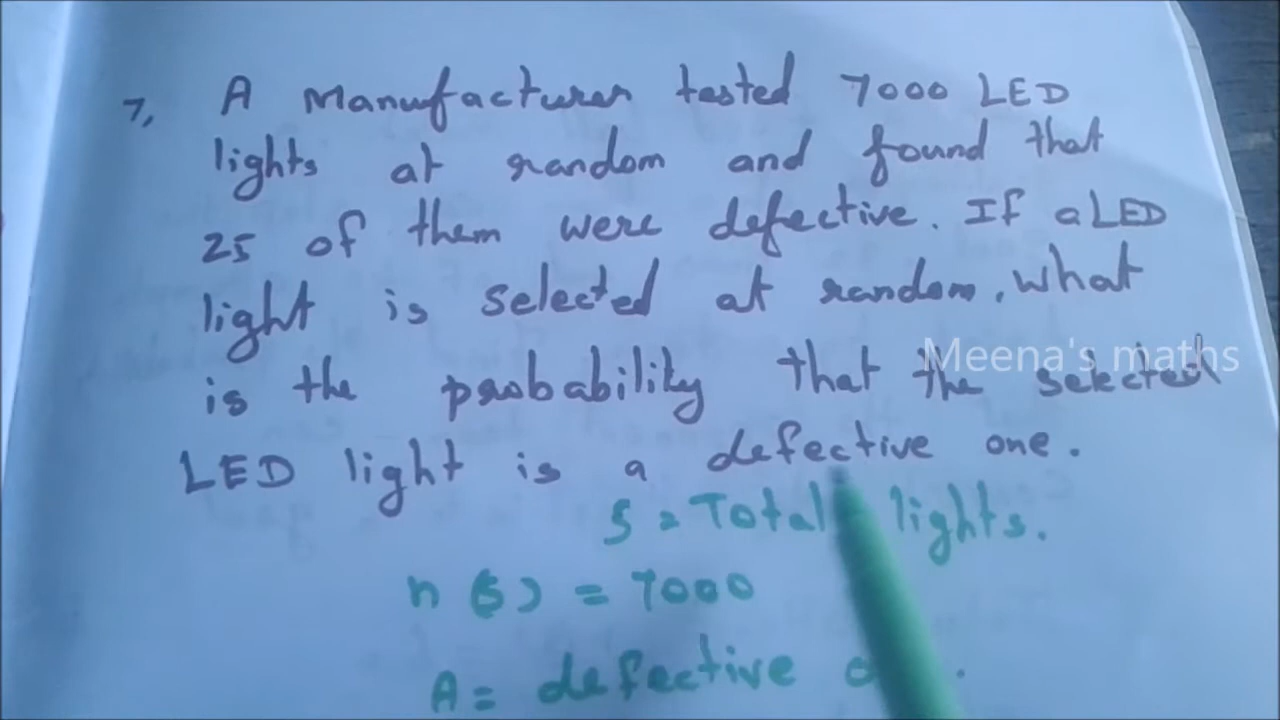 7, A Manufacturer tested 7000 LED
lights at random and found that
25 of them were defective. If a LED
light is selected at random, what
is the probability that the selected
Meena's maths
LED light is a defective one.
S = Total lights.
n (S) = 7000
A = defective